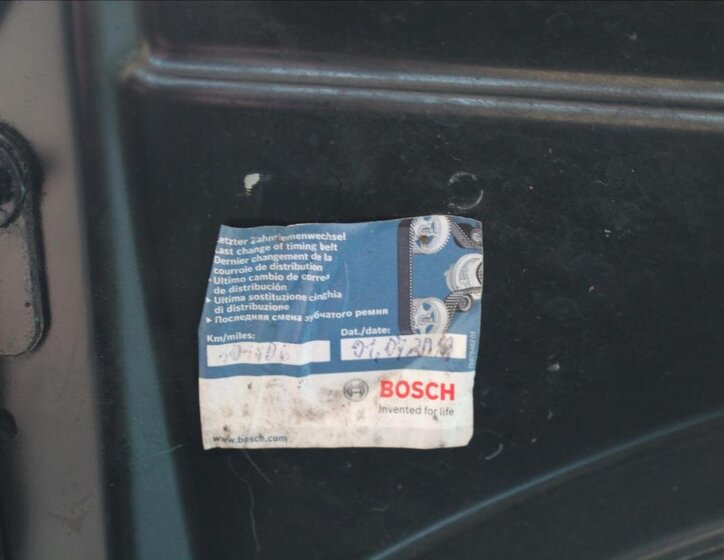 Letzter Zahnriemenwechsel
Last change of timing belt
Dernier changement de la
courroie de distribution
Ultimo cambio de correa
de distribución
▸ Ultima sostituzione cinghia
di distribuzione
▸ Последняя смена зубчатого ремня
Km/miles:
Dat./date:
BOSCH
Invented for life
www.bosch.com